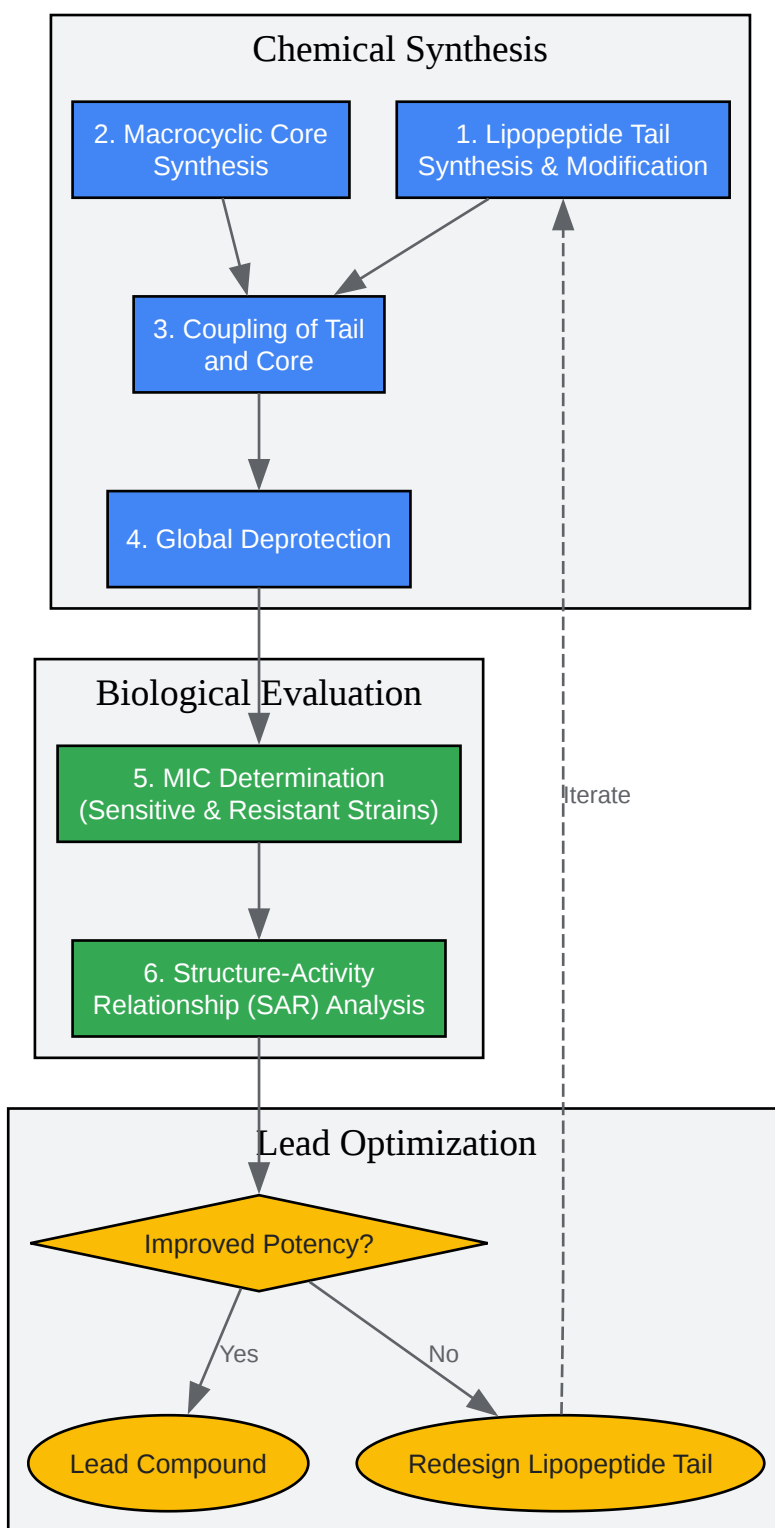 Chemical Synthesis
2. Macrocyclic Core
Synthesis
1. Lipopeptide Tail
Synthesis & Modification
3. Coupling of Tail
and Core
4. Global Deprotection
Biological Evaluation
5. MIC Determination
(Sensitive & Resistant Strains)
Iterate
6. Structure-Activity
Relationship (SAR) Analysis
Lead Optimization
Improved Potency?
Yes
No
Lead Compound
Redesign Lipopeptide Tail